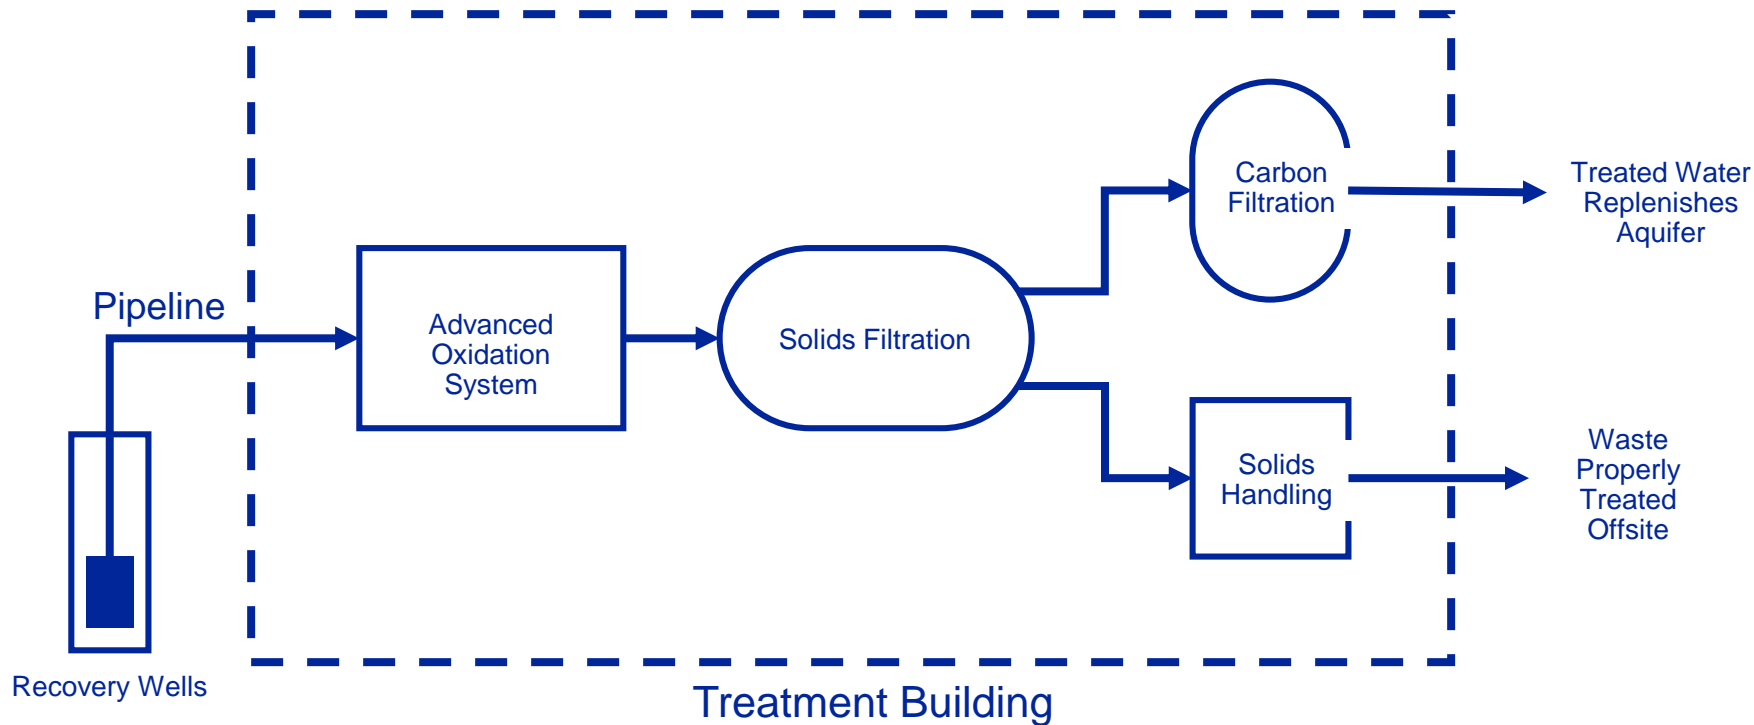 Pipeline
Recovery Wells
Advanced
Oxidation
System
Solids Filtration
Carbon
Filtration
Treated Water
Replenishes
Aquifer
Solids
Handling
Waste
Properly
Treated
Offsite
Treatment Building